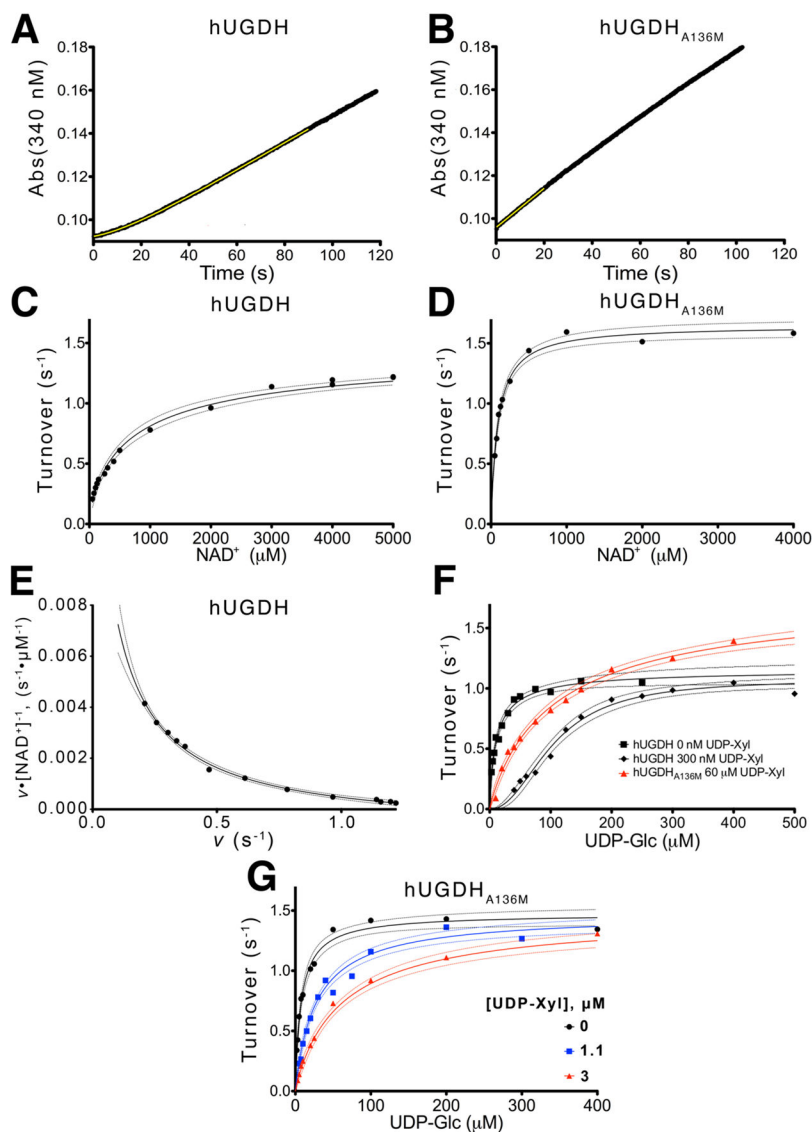 A
hUGDH
Abs(340 nM)
0.18
0.16
0.14
0.12
0.10
0 20 40 60 80 100 120
Time (s)
B
hUGDH_A136M
Abs(340 nM)
0.18
0.16
0.14
0.12
0.10
0 20 40 60 80 100 120
Time (s)
C
hUGDH
Turnover (s⁻¹)
1.5
1.0
0.5
0.0
0 1000 2000 3000 4000 5000
NAD⁺ (μM)
D
hUGDH_A136M
Turnover (s⁻¹)
1.5
1.0
0.5
0.0
0 1000 2000 3000 4000
NAD⁺ (μM)
E
hUGDH
v•[NAD⁺]⁻¹, (s⁻¹•μM⁻¹)
0.008
0.006
0.004
0.002
0.000
0.0 0.5 1.0
v (s⁻¹)
F
Turnover (s⁻¹)
1.5
1.0
0.5
0.0
hUGDH 0 nM UDP-Xyl
hUGDH 300 nM UDP-Xyl
hUGDH_A136M 60 μM UDP-Xyl
0 100 200 300 400 500
UDP-Glc (μM)
G
hUGDH_A136M
Turnover (s⁻¹)
1.5
1.0
0.5
0.0
[UDP-Xyl], μM
0
1.1
3
0 100 200 300 400
UDP-Glc (μM)